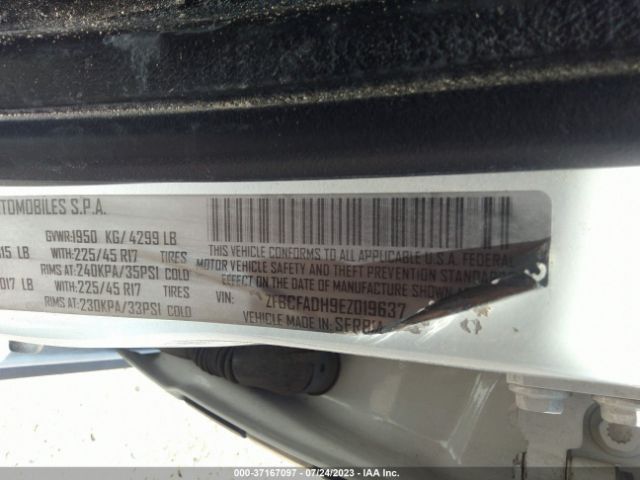 TOMOBILES S.P.A.
GVWR:1950 KG/ 4299 LB
15 LB WITH:225/45 R17 TIRES
RIMS AT:240KPA/35PSI COLD
017 LB WITH:225/45 R17 TIRES
RIMS AT:230KPA/33PSI COLD
THIS VEHICLE CONFORMS TO ALL APPLICABLE U.S.A. FEDERAL
MOTOR VEHICLE SAFETY AND THEFT PREVENTION STANDARDS
EFFECT ON THE DATE OF MANUFACTURE SHOWN
VIN: ZFBCFADH9EZ019637
VEHICLE MADE IN: SERBIA
000-37167097 - 07/24/2023 - IAA Inc.